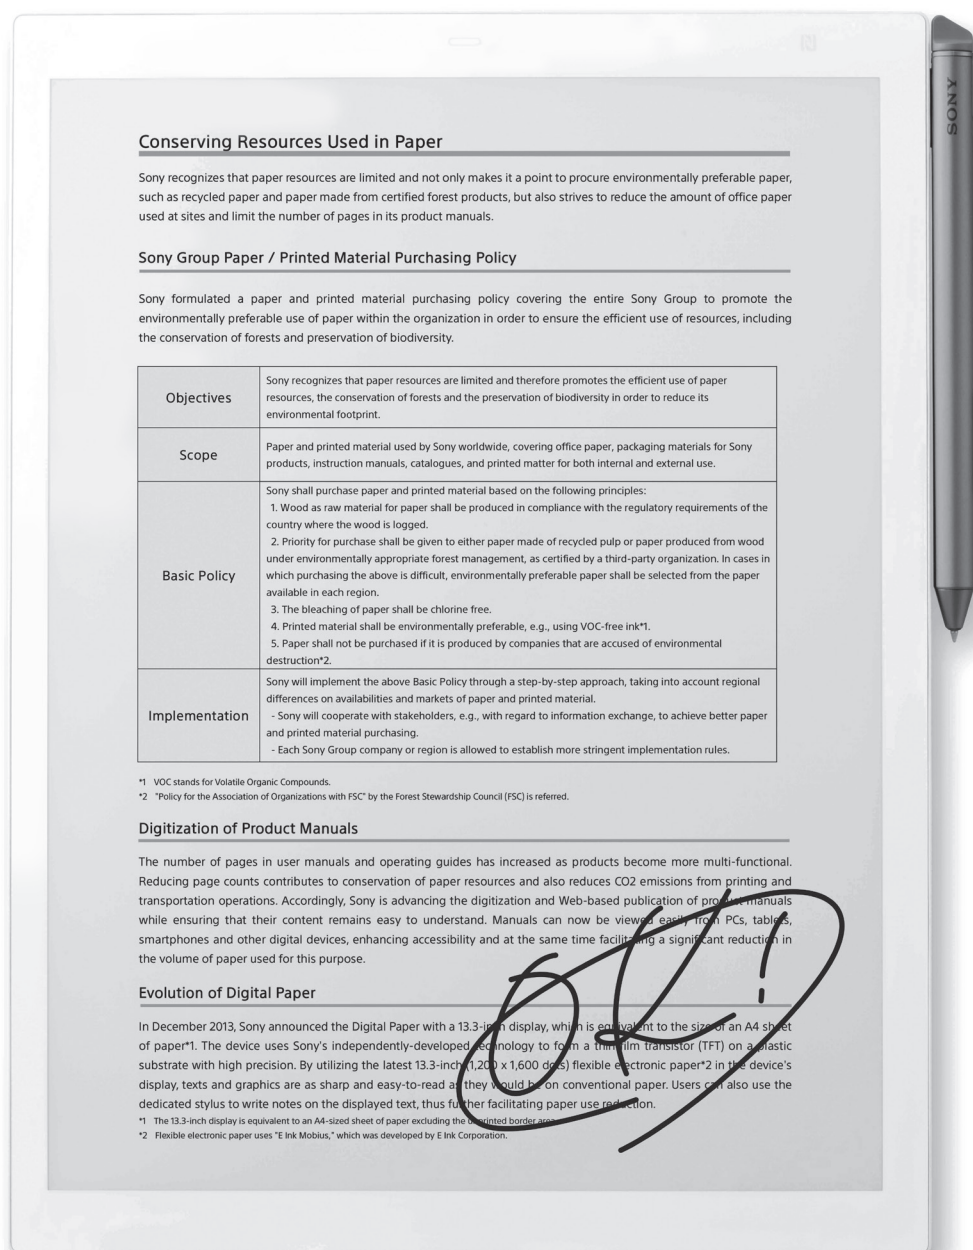 SONY
Conserving Resources Used in Paper
Sony recognizes that paper resources are limited and not only makes it a point to procure environmentally preferable paper,
such as recycled paper and paper made from certified forest products, but also strives to reduce the amount of office paper
used at sites and limit the number of pages in its product manuals.
Sony Group Paper / Printed Material Purchasing Policy
Sony formulated a paper and printed material purchasing policy covering the entire Sony Group to promote the
environmentally preferable use of paper within the organization in order to ensure the efficient use of resources, including
the conservation of forests and preservation of biodiversity.
Objectives
Sony recognizes that paper resources are limited and therefore promotes the efficient use of paper
resources, the conservation of forests and the preservation of biodiversity in order to reduce its
environmental footprint.
Scope
Paper and printed material used by Sony worldwide, covering office paper, packaging materials for Sony
products, instruction manuals, catalogues, and printed matter for both internal and external use.
Basic Policy
Sony shall purchase paper and printed material based on the following principles:
1. Wood as raw material for paper shall be produced in compliance with the regulatory requirements of the
country where the wood is logged.
2. Priority for purchase shall be given to either paper made of recycled pulp or paper produced from wood
under environmentally appropriate forest management, as certified by a third-party organization. In cases in
which purchasing the above is difficult, environmentally preferable paper shall be selected from the paper
available in each region.
3. The bleaching of paper shall be chlorine free.
4. Printed material shall be environmentally preferable, e.g., using VOC-free ink*1.
5. Paper shall not be purchased if it is produced by companies that are accused of environmental
destruction*2.
Implementation
Sony will implement the above Basic Policy through a step-by-step approach, taking into account regional
differences on availabilities and markets of paper and printed material.
- Sony will cooperate with stakeholders, e.g., with regard to information exchange, to achieve better paper
and printed material purchasing.
- Each Sony Group company or region is allowed to establish more stringent implementation rules.
*1 VOC stands for Volatile Organic Compounds.
*2 "Policy for the Association of Organizations with FSC" by the Forest Stewardship Council (FSC) is referred.
Digitization of Product Manuals
The number of pages in user manuals and operating guides has increased as products become more multi-functional.
Reducing page counts contributes to conservation of paper resources and also reduces CO2 emissions from printing and
transportation operations. Accordingly, Sony is advancing the digitization and Web-based publication of product manuals
while ensuring that their content remains easy to understand. Manuals can now be viewed easily from PCs, tablets,
smartphones and other digital devices, enhancing accessibility and at the same time facilitating a significant reduction in
the volume of paper used for this purpose.
Evolution of Digital Paper
In December 2013, Sony announced the Digital Paper with a 13.3-inch display, which is equivalent to the size of an A4 sheet
of paper*1. The device uses Sony's independently-developed technology to form a thin film transistor (TFT) on a plastic
substrate with high precision. By utilizing the latest 13.3-inch (1,200 x 1,600 dots) flexible electronic paper*2 in the device's
display, texts and graphics are as sharp and easy-to-read as they would be on conventional paper. Users can also use the
dedicated stylus to write notes on the displayed text, thus further facilitating paper use reduction.
*1 The 13.3-inch display is equivalent to an A4-sized sheet of paper excluding the unprinted border area.
*2 Flexible electronic paper uses "E Ink Mobius," which was developed by E Ink Corporation.
OK!